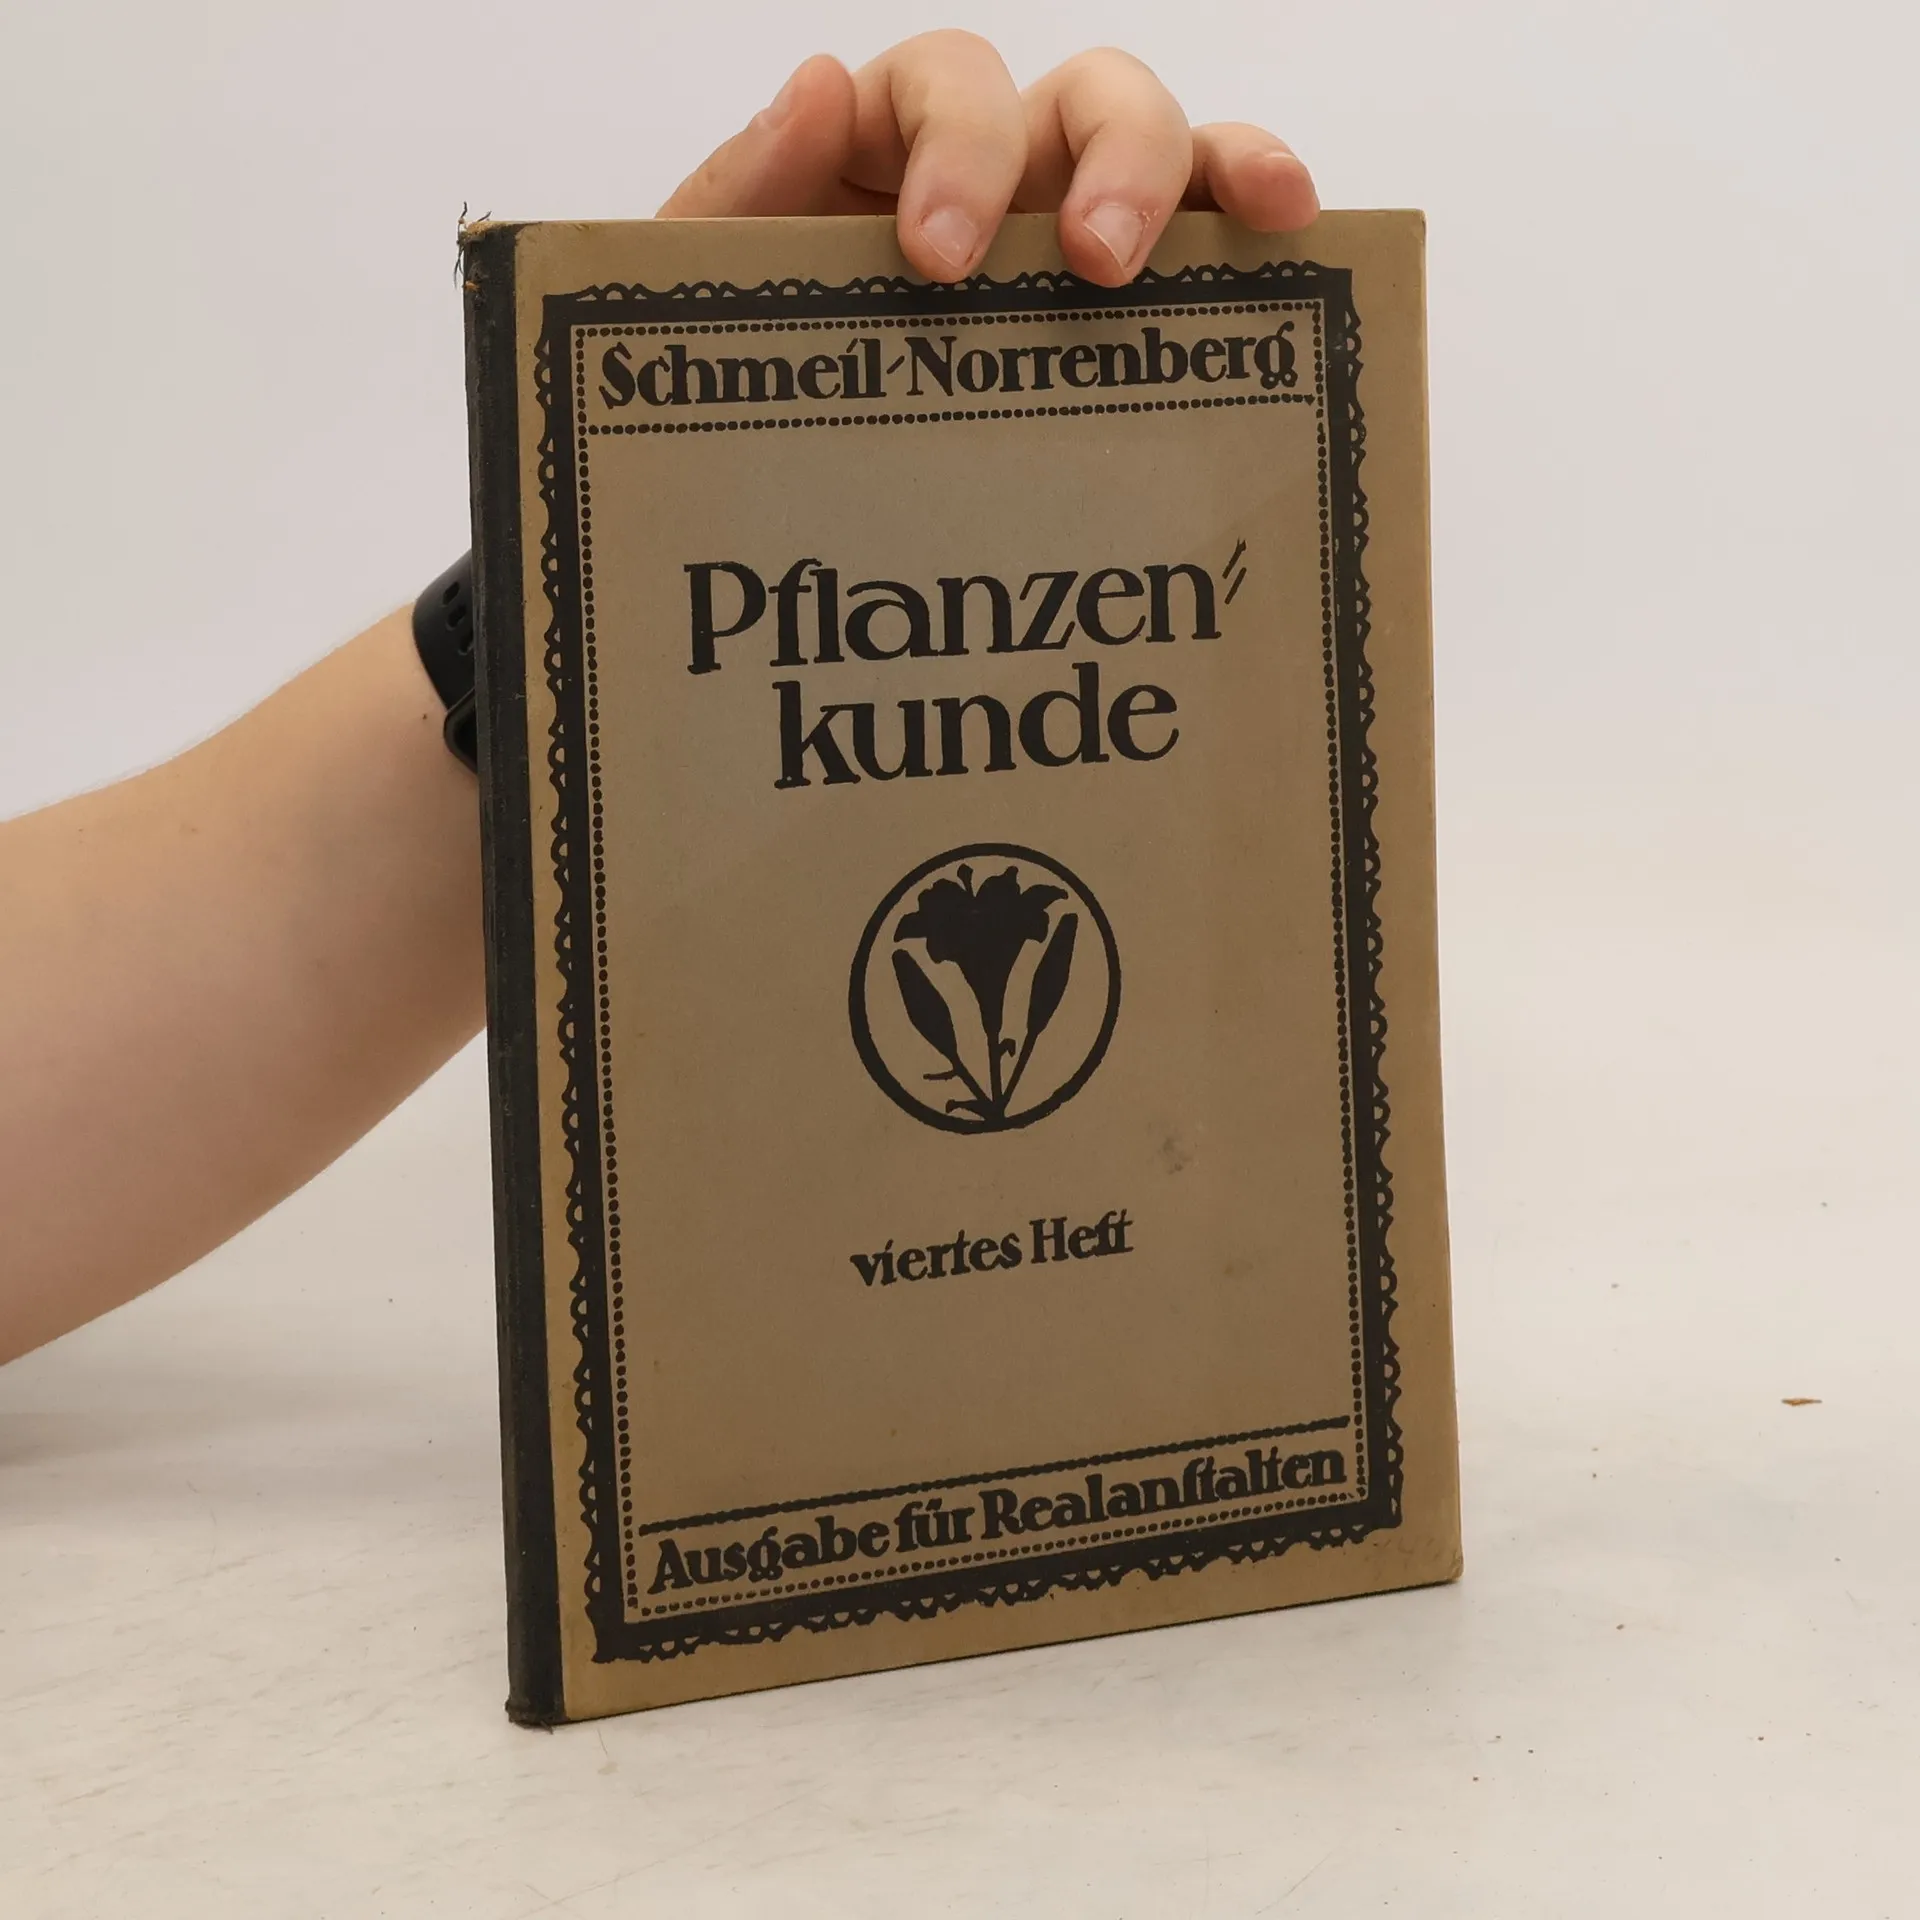 Schmeil-Norrenberg
Pflanzen-
kunde
viertes Heft
Ausgabe für Realanſtalten